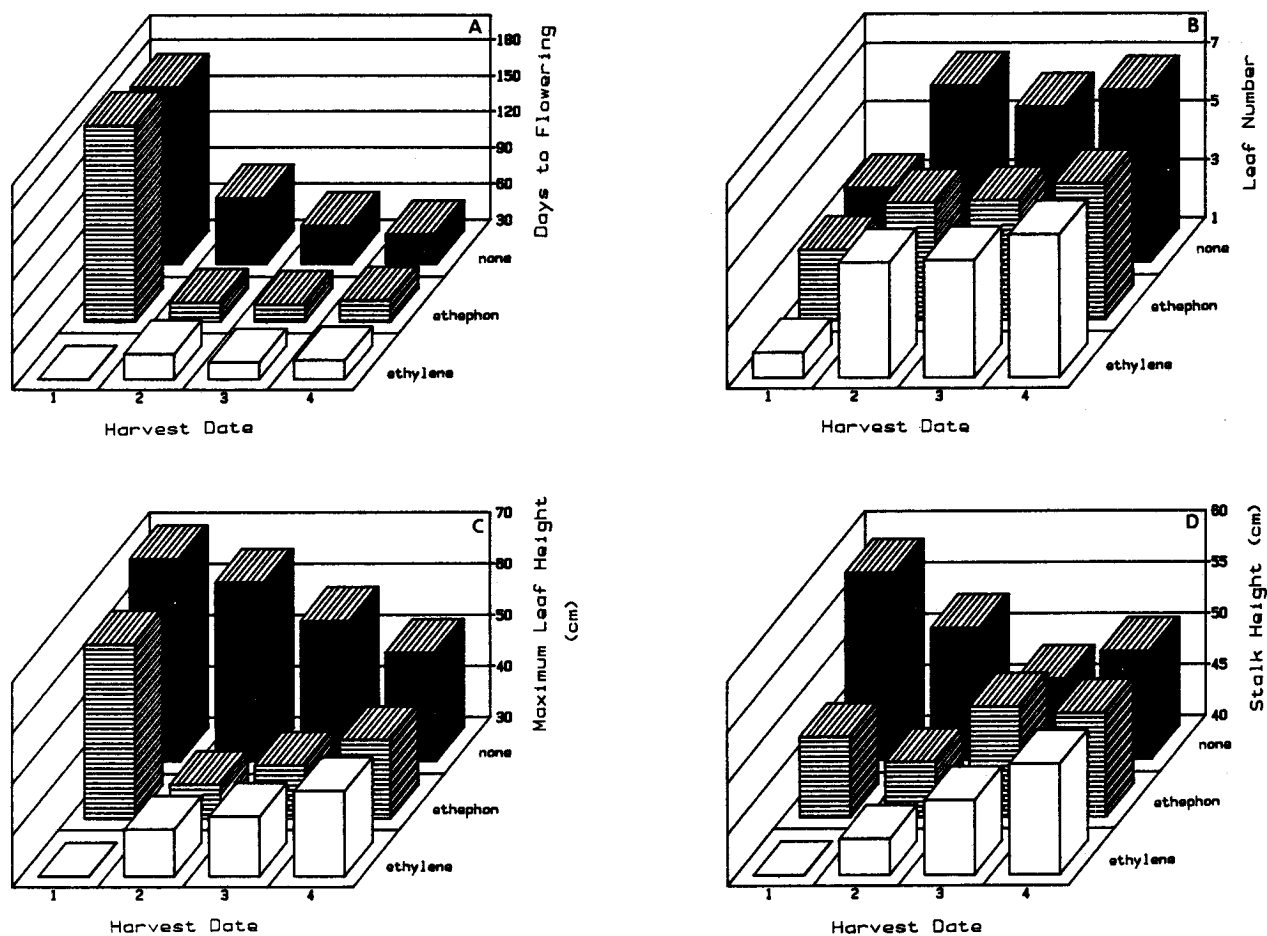 A
180
150
120
90
60
30
Days to Flowering
none
ethephon
ethylene
1 2 3 4
Harvest Date
B
7
5
3
1
Leaf Number
none
ethephon
ethylene
1 2 3 4
Harvest Date
C
70
60
50
40
30
Maximum Leaf Height
(cm)
none
ethephon
ethylene
1 2 3 4
Harvest Date
D
60
55
50
45
40
Stalk Height (cm)
none
ethephon
ethylene
1 2 3 4
Harvest Date